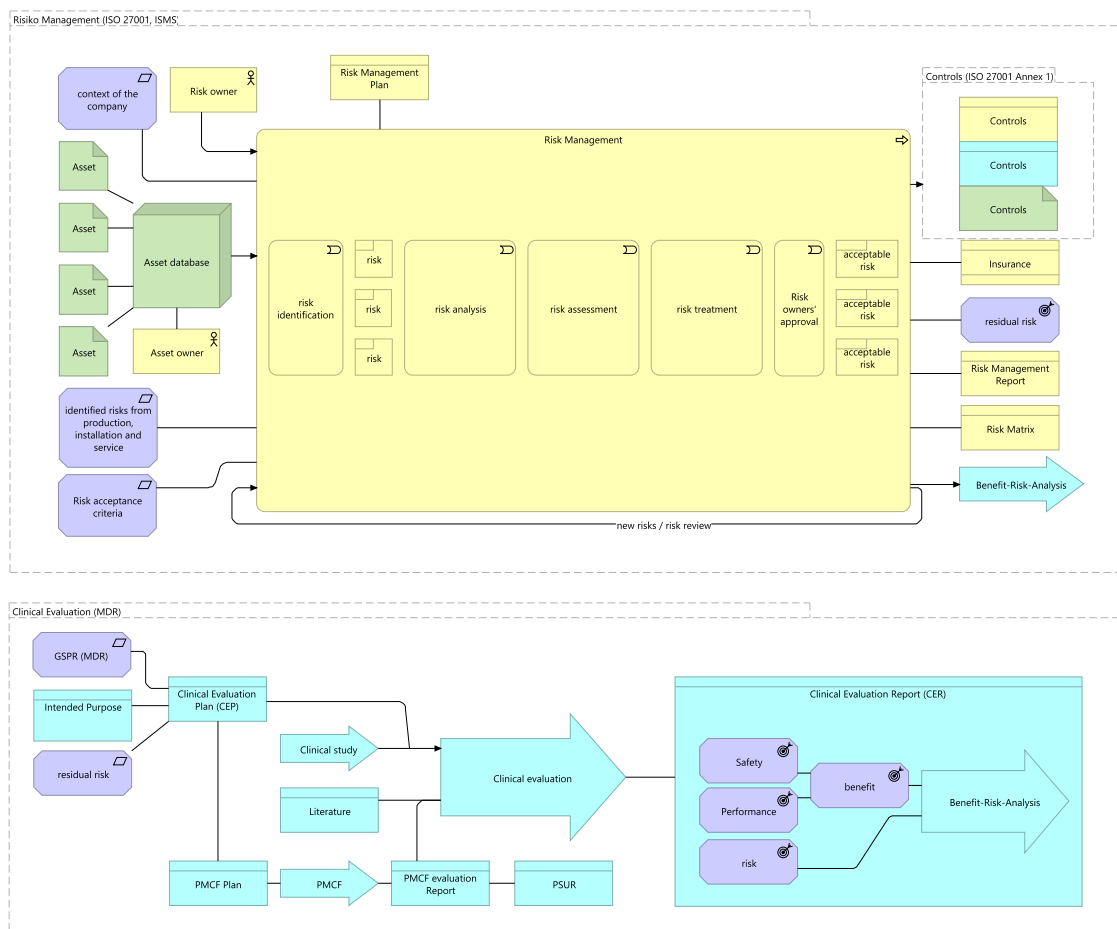 Risiko Management (ISO 27001, ISMS)
context of the
company
Risk owner
Risk Management
Plan
Controls (ISO 27001 Annex 1)
Controls
Controls
Controls
Risk Management
Asset
Asset
Asset
Asset
Asset database
Asset owner
risk
identification
risk
risk
risk
risk analysis
risk assessment
risk treatment
Risk
owners'
approval
acceptable
risk
acceptable
risk
acceptable
risk
Insurance
residual risk
Risk Management
Report
Risk Matrix
Benefit-Risk-Analysis
identified risks from
production,
installation and
service
Risk acceptance
criteria
new risks / risk review
Clinical Evaluation (MDR)
GSPR (MDR)
Intended Purpose
residual risk
Clinical Evaluation
Plan (CEP)
Clinical study
Literature
Clinical evaluation
PMCF Plan
PMCF
PMCF evaluation
Report
PSUR
Clinical Evaluation Report (CER)
Safety
Performance
risk
benefit
Benefit-Risk-Analysis